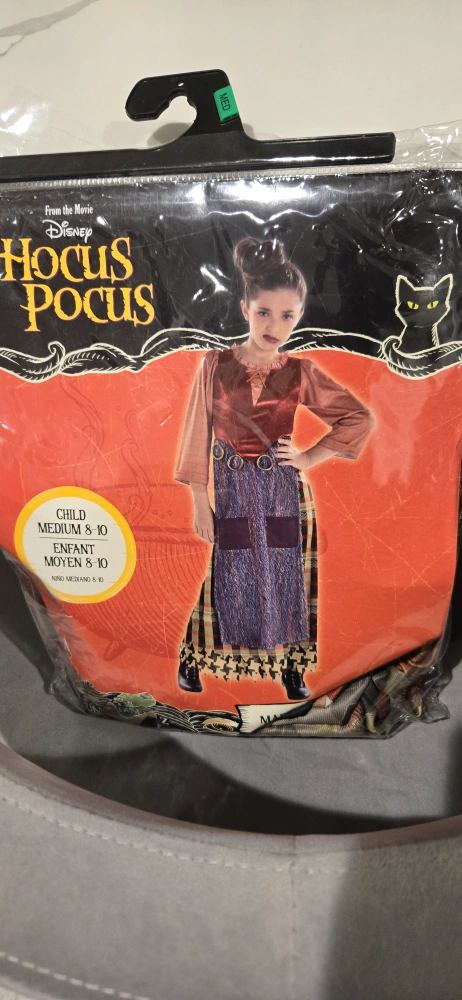 MED
From the Movie
Disney
HOCUS
POCUS
CHILD
MEDIUM 8-10
ENFANT
MOYEN 8-10
NIÑO MEDIANO 8-10
MA